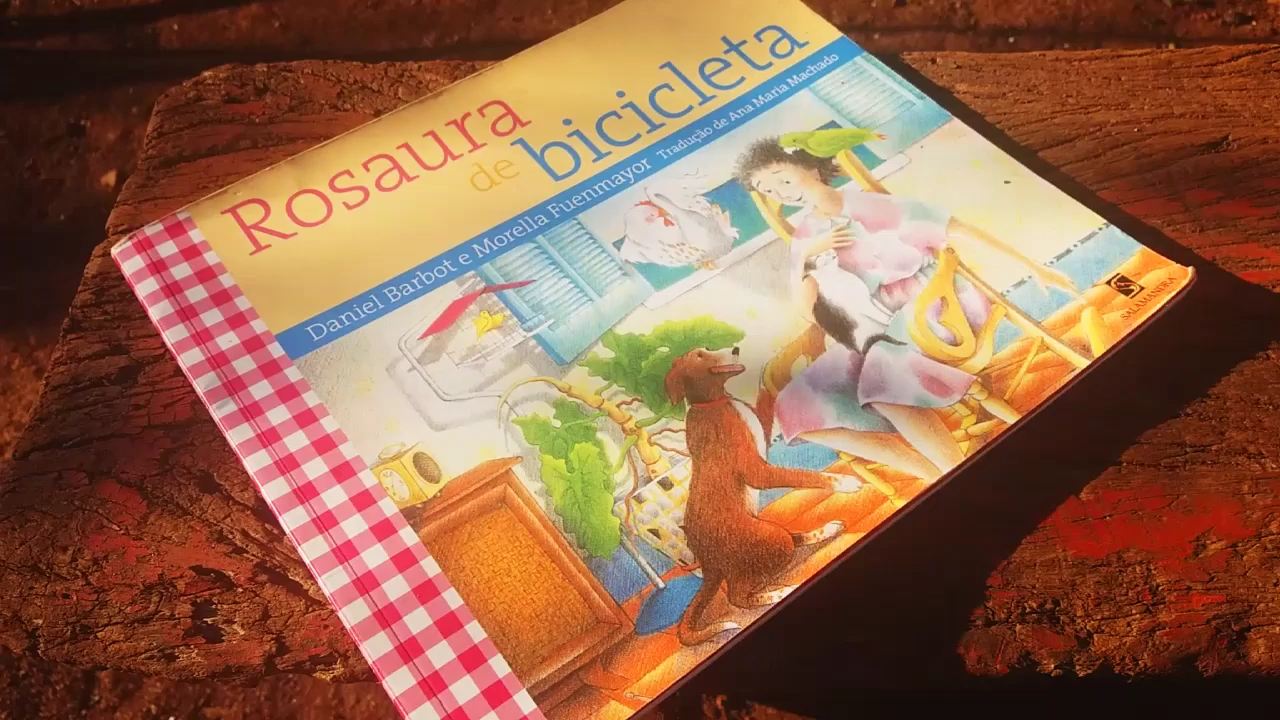 Rosaura
de bicicleta
Daniel Barbot e Morella Fuenmayor Tradução de Ana Maria Machado
SALAMANDRA